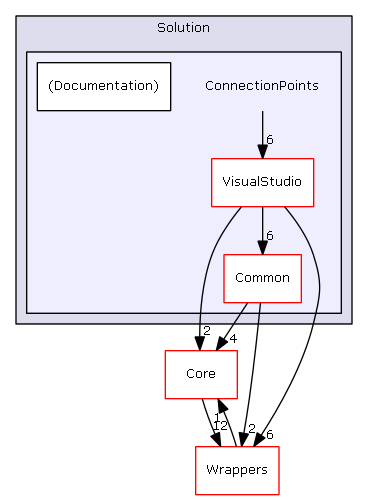 Solution
(Documentation)
ConnectionPoints
6
VisualStudio
6
Common
2
4
Core
1
12
2
6
Wrappers